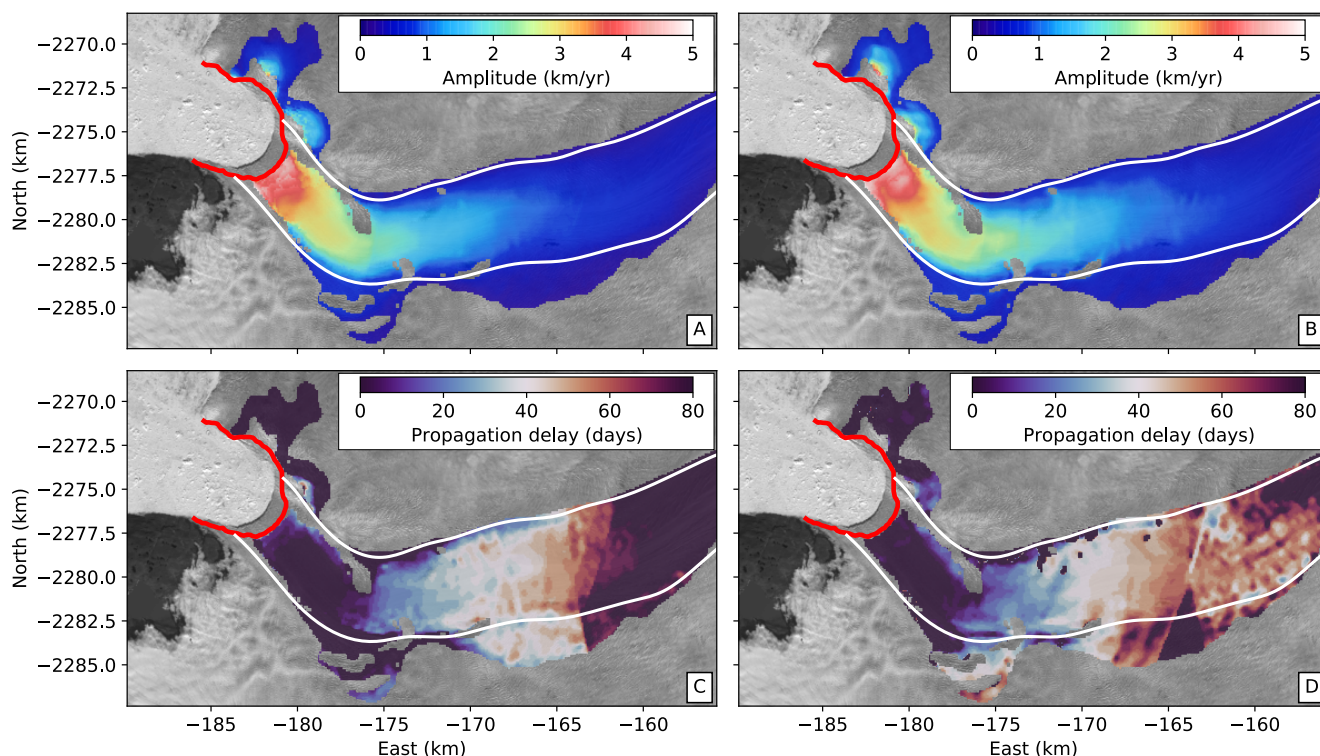 0 1 2 3 4 5
Amplitude (km/yr)
−2270.0
−2272.5
−2275.0
−2277.5
−2280.0
−2282.5
−2285.0
North (km)
A
0 1 2 3 4 5
Amplitude (km/yr)
B
0 20 40 60 80
Propagation delay (days)
−2270.0
−2272.5
−2275.0
−2277.5
−2280.0
−2282.5
−2285.0
North (km)
C
−185 −180 −175 −170 −165 −160
East (km)
0 20 40 60 80
Propagation delay (days)
D
−185 −180 −175 −170 −165 −160
East (km)